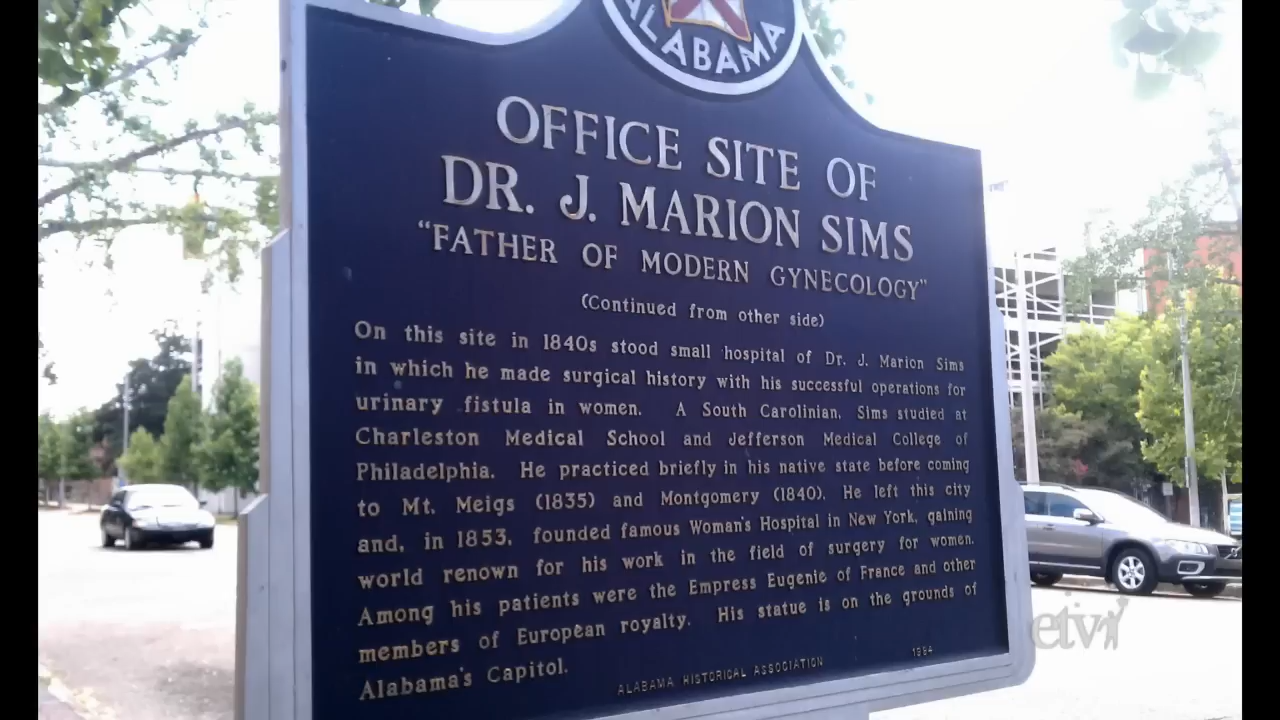 ALABAMA
OFFICE SITE OF
DR. J. MARION SIMS
"FATHER OF MODERN GYNECOLOGY"
(Continued from other side)
On this site in 1840s stood small hospital of Dr. J. Marion Sims
in which he made surgical history with his successful operations for
urinary fistula in women. A South Carolinian, Sims studied at
Charleston Medical School and Jefferson Medical College of
Philadelphia. He practiced briefly in his native state before coming
to Mt. Meigs (1835) and Montgomery (1840). He left this city
and, in 1853, founded famous Woman's Hospital in New York, gaining
world renown for his work in the field of surgery for women.
Among his patients were the Empress Eugenie of France and other
members of European royalty. His statue is on the grounds of
Alabama's Capitol.
ALABAMA HISTORICAL ASSOCIATION 1994
etv